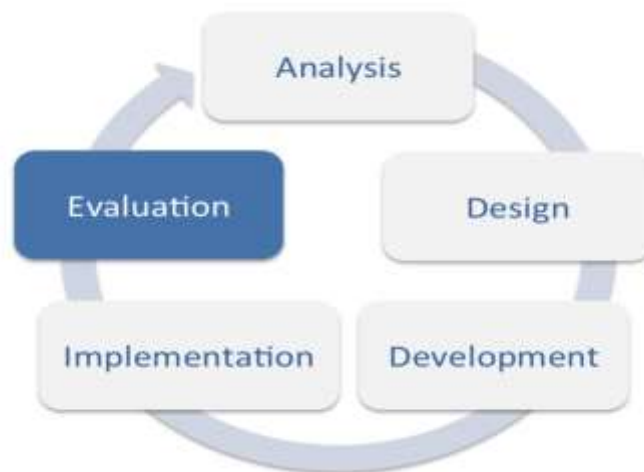 Analysis
Design
Development
Implementation
Evaluation